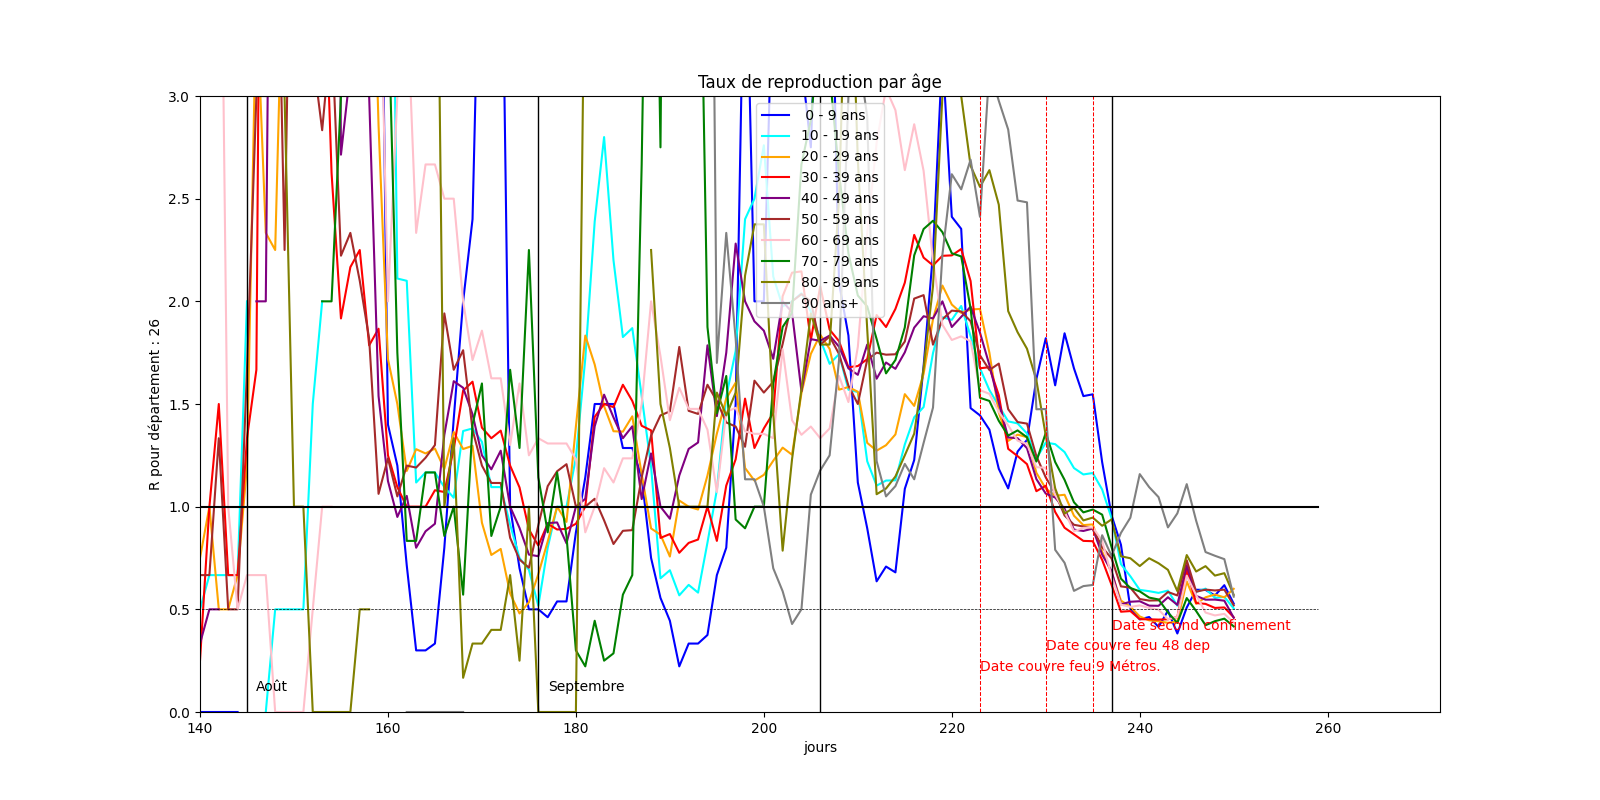 Taux de reproduction par âge
3.0
2.5
2.0
1.5
1.0
0.5
0.0
R pour département : 26
0 - 9 ans
10 - 19 ans
20 - 29 ans
30 - 39 ans
40 - 49 ans
50 - 59 ans
60 - 69 ans
70 - 79 ans
80 - 89 ans
90 ans+
Date second confinement
Date couvre feu 48 dep
Date couvre feu 9 Métros.
Août
Septembre
140
160
180
200
220
240
260
jours